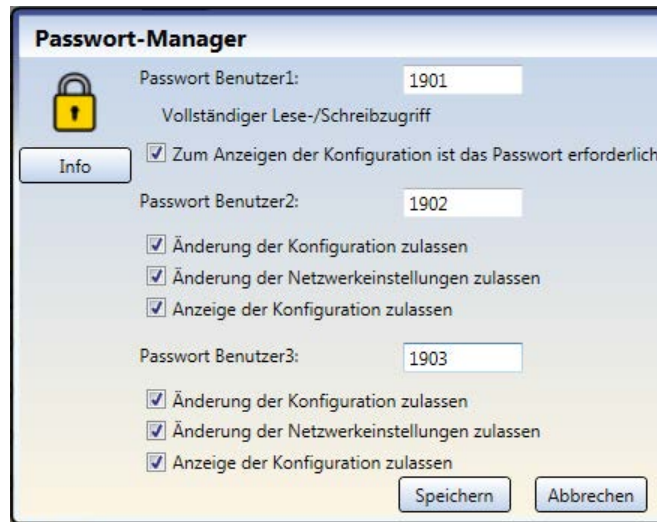 Passwort-Manager
Passwort Benutzer1: 1901
Vollständiger Lese-/Schreibzugriff
Info
Zum Anzeigen der Konfiguration ist das Passwort erforderlich
Passwort Benutzer2: 1902
Änderung der Konfiguration zulassen
Änderung der Netzwerkeinstellungen zulassen
Anzeige der Konfiguration zulassen
Passwort Benutzer3: 1903
Änderung der Konfiguration zulassen
Änderung der Netzwerkeinstellungen zulassen
Anzeige der Konfiguration zulassen
Speichern Abbrechen